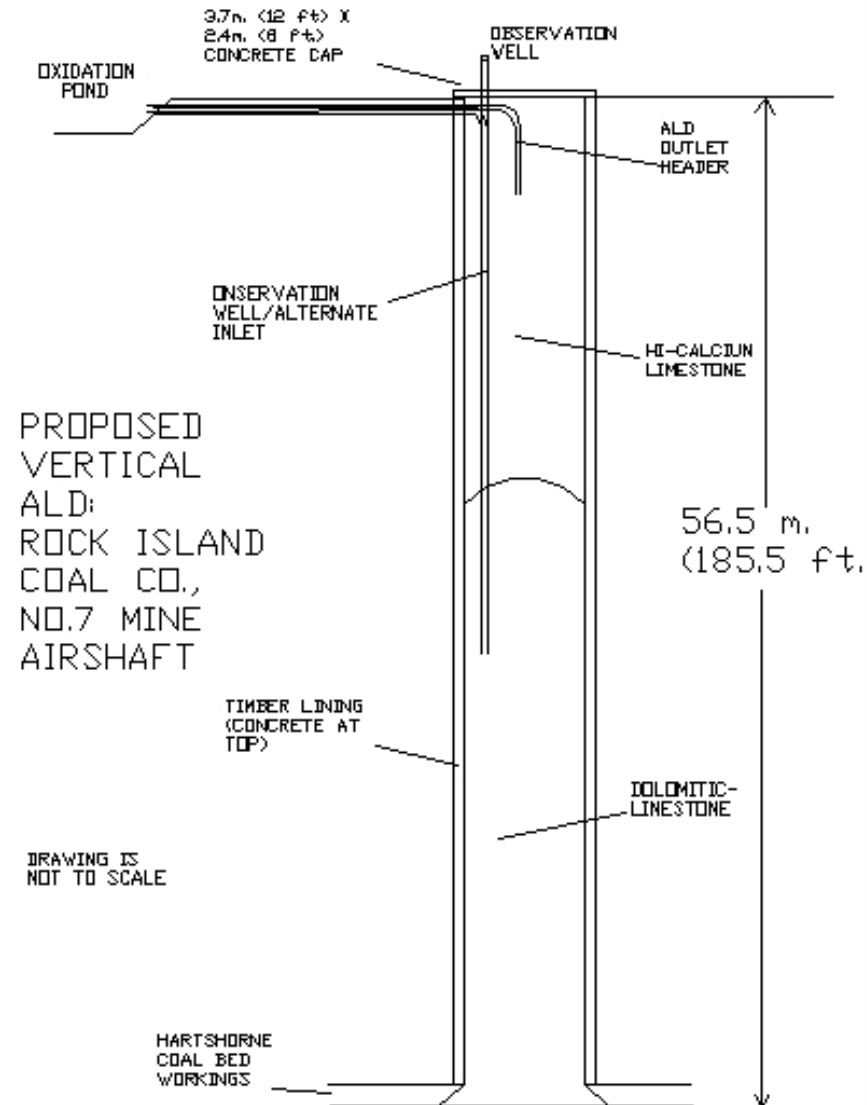 3.7m. (12 ft) X
2.4m. (8 ft.)
CONCRETE CAP
OBSERVATION
WELL
OXIDATION
POND
ALD
OUTLET
HEADER
ONSERVATION
WELL/ALTERNATE
INLET
HI-CALCIUN
LIMESTONE
PROPOSED
VERTICAL
ALD:
ROCK ISLAND
COAL CO.,
NO.7 MINE
AIRSHAFT
56.5 m.
(185.5 ft.
TIMBER LINING
(CONCRETE AT
TOP)
DOLOMITIC-
LINESTONE
DRAWING IS
NOT TO SCALE
HARTSHORNE
COAL BED
WORKINGS